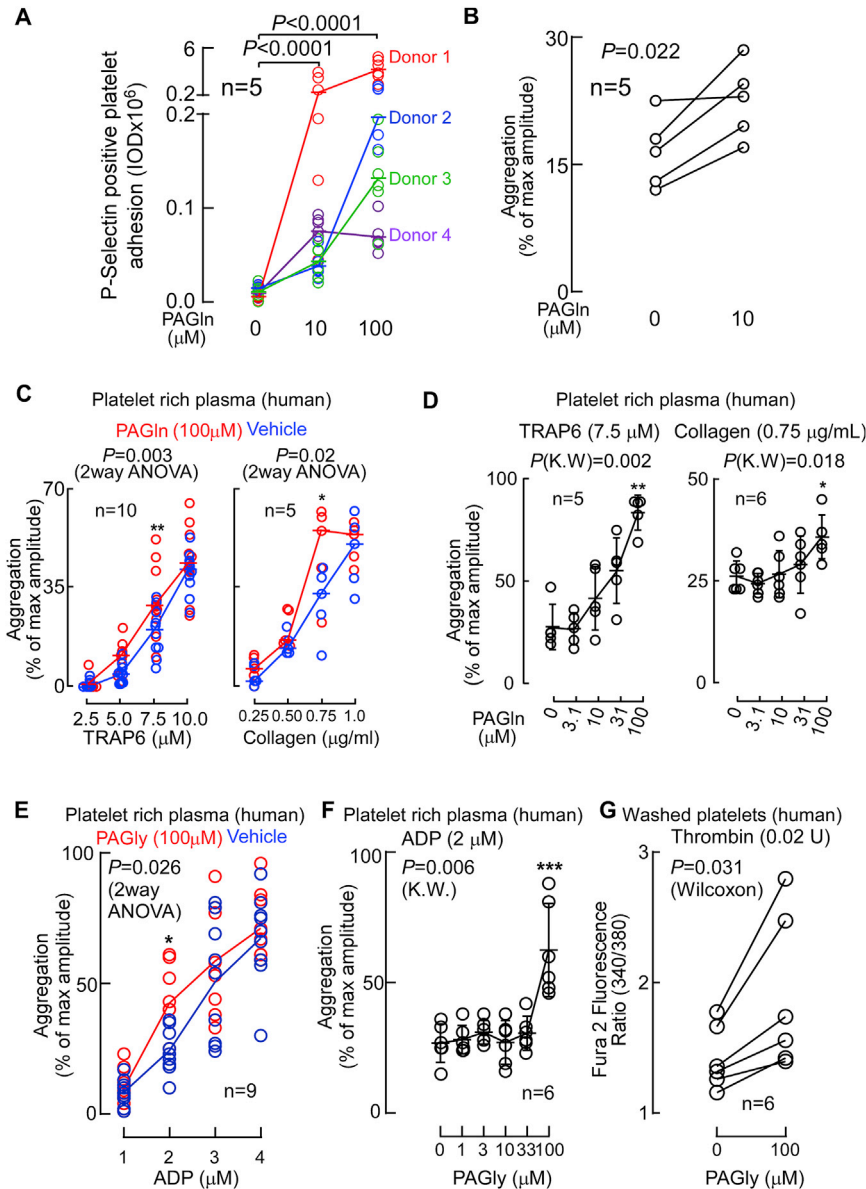 A
P<0.0001
P<0.0001
6
0.2
0.2
0.1
0.0
n=5
P-Selectin positive platelet
adhesion (IODx10⁶)
Donor 1
Donor 2
Donor 3
Donor 4
PAGln
(μM)
0 10 100
B
P=0.022
n=5
30
15
0
Aggregation
(% of max amplitude)
PAGln
(μM)
0 10
C
Platelet rich plasma (human)
PAGln (100μM) Vehicle
P=0.003
(2way ANOVA)
n=10
**
70
35
0
Aggregation
(% of max amplitude)
2.5 5.0 7.5 10.0
TRAP6 (μM)
P=0.02
(2way ANOVA)
n=5
*
0.25 0.50 0.75 1.0
Collagen (μg/ml)
D
Platelet rich plasma (human)
TRAP6 (7.5 μM)
P(K.W)=0.002
n=5
**
100
50
0
Aggregation
(% of max amplitude)
PAGln
(μM)
0 3.1 10 31 100
Collagen (0.75 μg/mL)
P(K.W)=0.018
n=6
*
50
25
0
0 3.1 10 31 100
E
Platelet rich plasma (human)
PAGly (100μM) Vehicle
P=0.026
(2way
ANOVA)
*
n=9
100
50
0
Aggregation
(% of max amplitude)
1 2 3 4
ADP (μM)
F
Platelet rich plasma (human)
ADP (2 μM)
P=0.006
(K.W.)
***
n=6
100
50
0
Aggregation
(% of max amplitude)
0 1 3 10 33 100
PAGly (μM)
G
Washed platelets (human)
Thrombin (0.02 U)
P=0.031
(Wilcoxon)
n=6
3
2
1
Fura 2 Fluorescence
Ratio (340/380)
0 100
PAGly (μM)